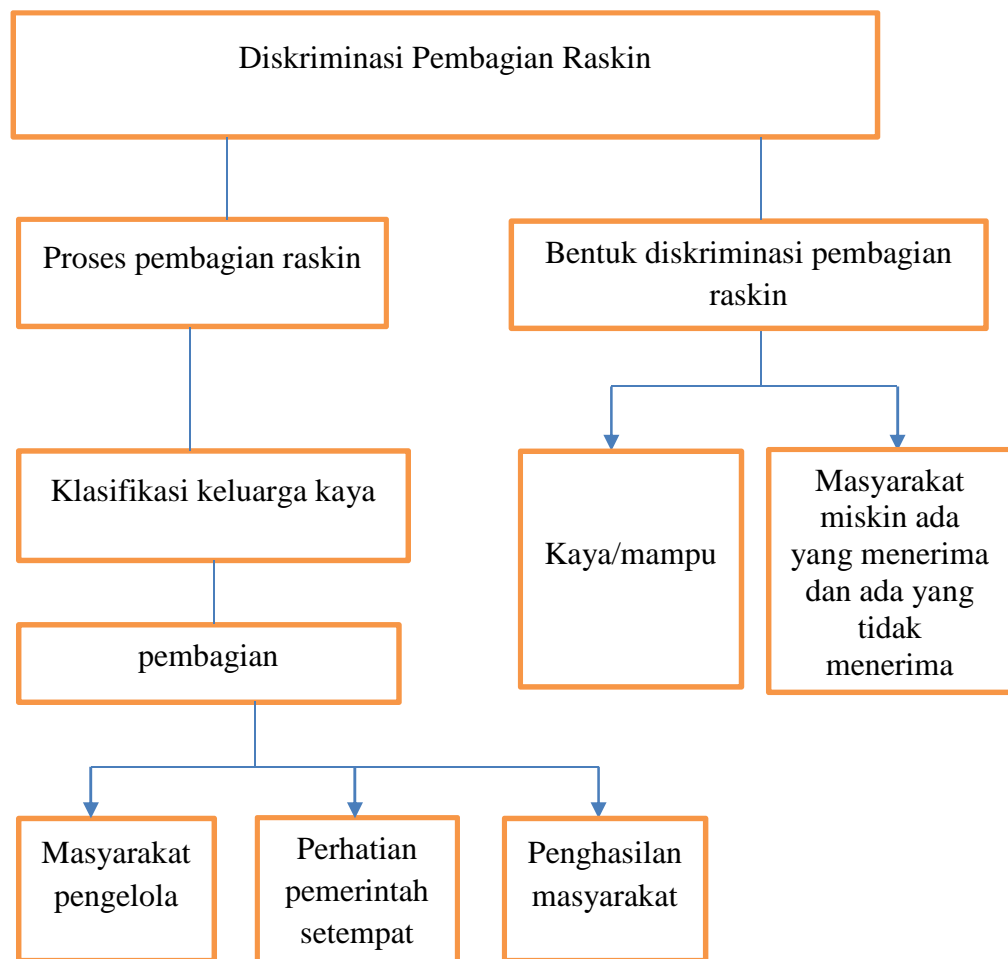 Diskriminasi Pembagian Raskin
Proses pembagian raskin
Bentuk diskriminasi pembagian
raskin
Klasifikasi keluarga kaya
Kaya/mampu
Masyarakat
miskin ada
yang menerima
dan ada yang
tidak
menerima
pembagian
Masyarakat
pengelola
Perhatian
pemerintah
setempat
Penghasilan
masyarakat